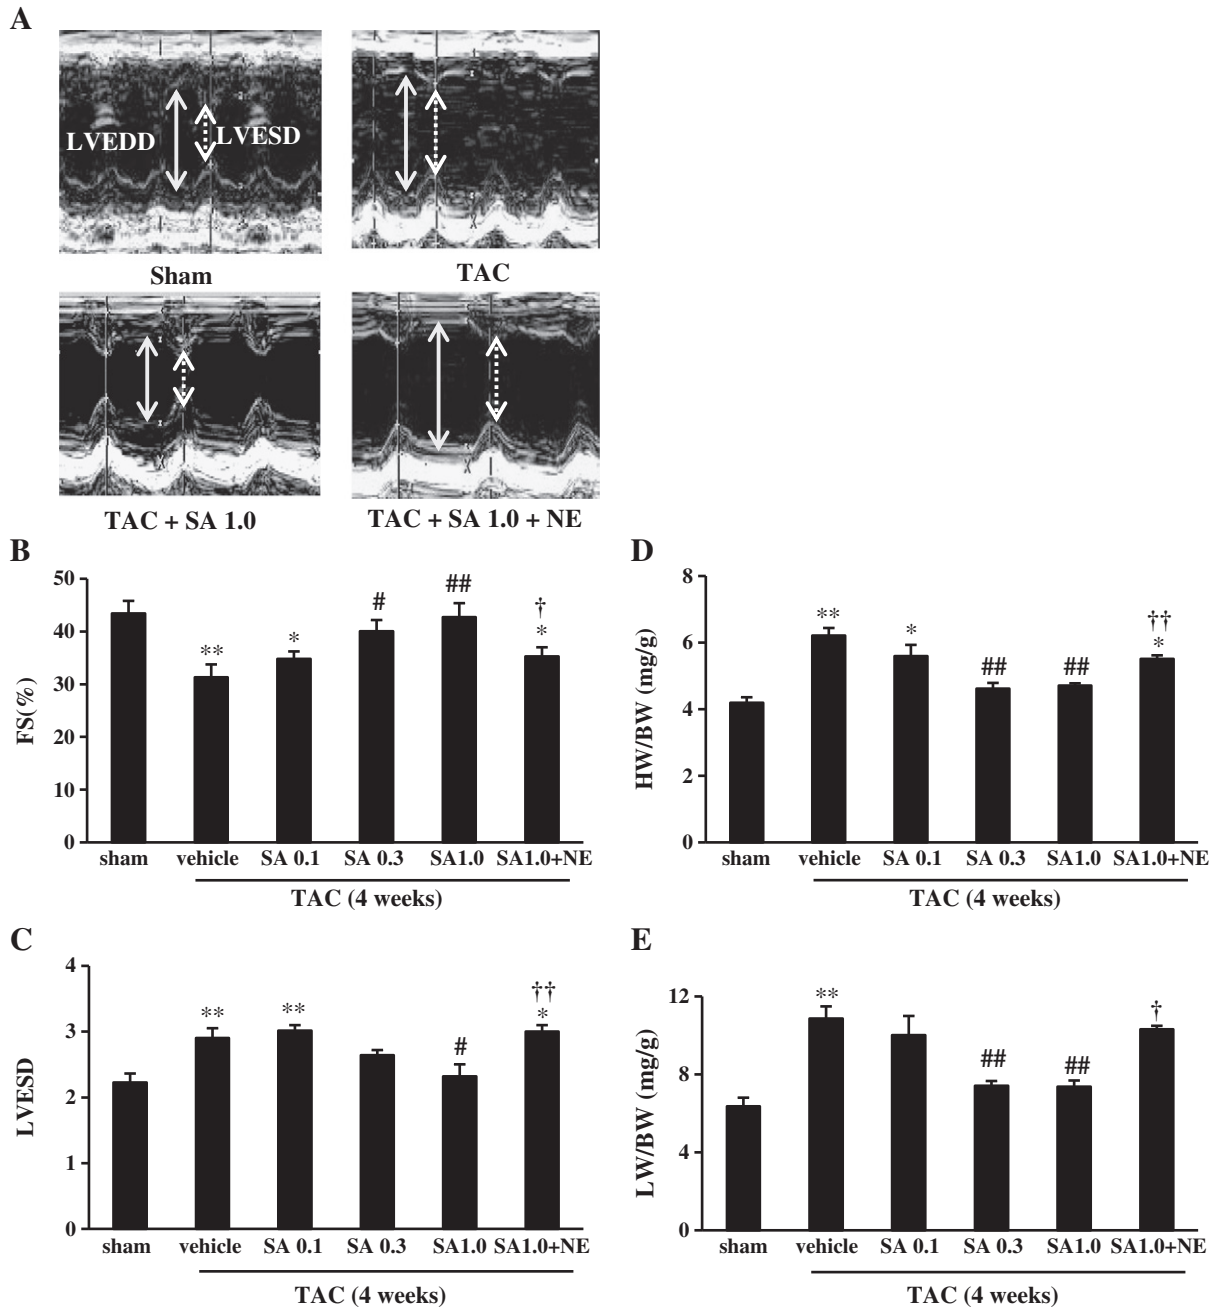 A
LVEDD
LVESD
Sham
TAC
TAC + SA 1.0
TAC + SA 1.0 + NE
B
50
40
30
20
10
0
FS(%)
**
*
#
##
†
*
sham vehicle SA 0.1 SA 0.3 SA1.0 SA1.0+NE
TAC (4 weeks)
D
8
6
4
2
0
HW/BW (mg/g)
**
*
##
##
††
*
sham vehicle SA 0.1 SA 0.3 SA1.0 SA1.0+NE
TAC (4 weeks)
C
4
3
2
1
0
LVESD
**
**
#
††
*
sham vehicle SA 0.1 SA 0.3 SA1.0 SA1.0+NE
TAC (4 weeks)
E
12
8
4
0
LW/BW (mg/g)
**
##
##
†
sham vehicle SA 0.1 SA 0.3 SA1.0 SA1.0+NE
TAC (4 weeks)